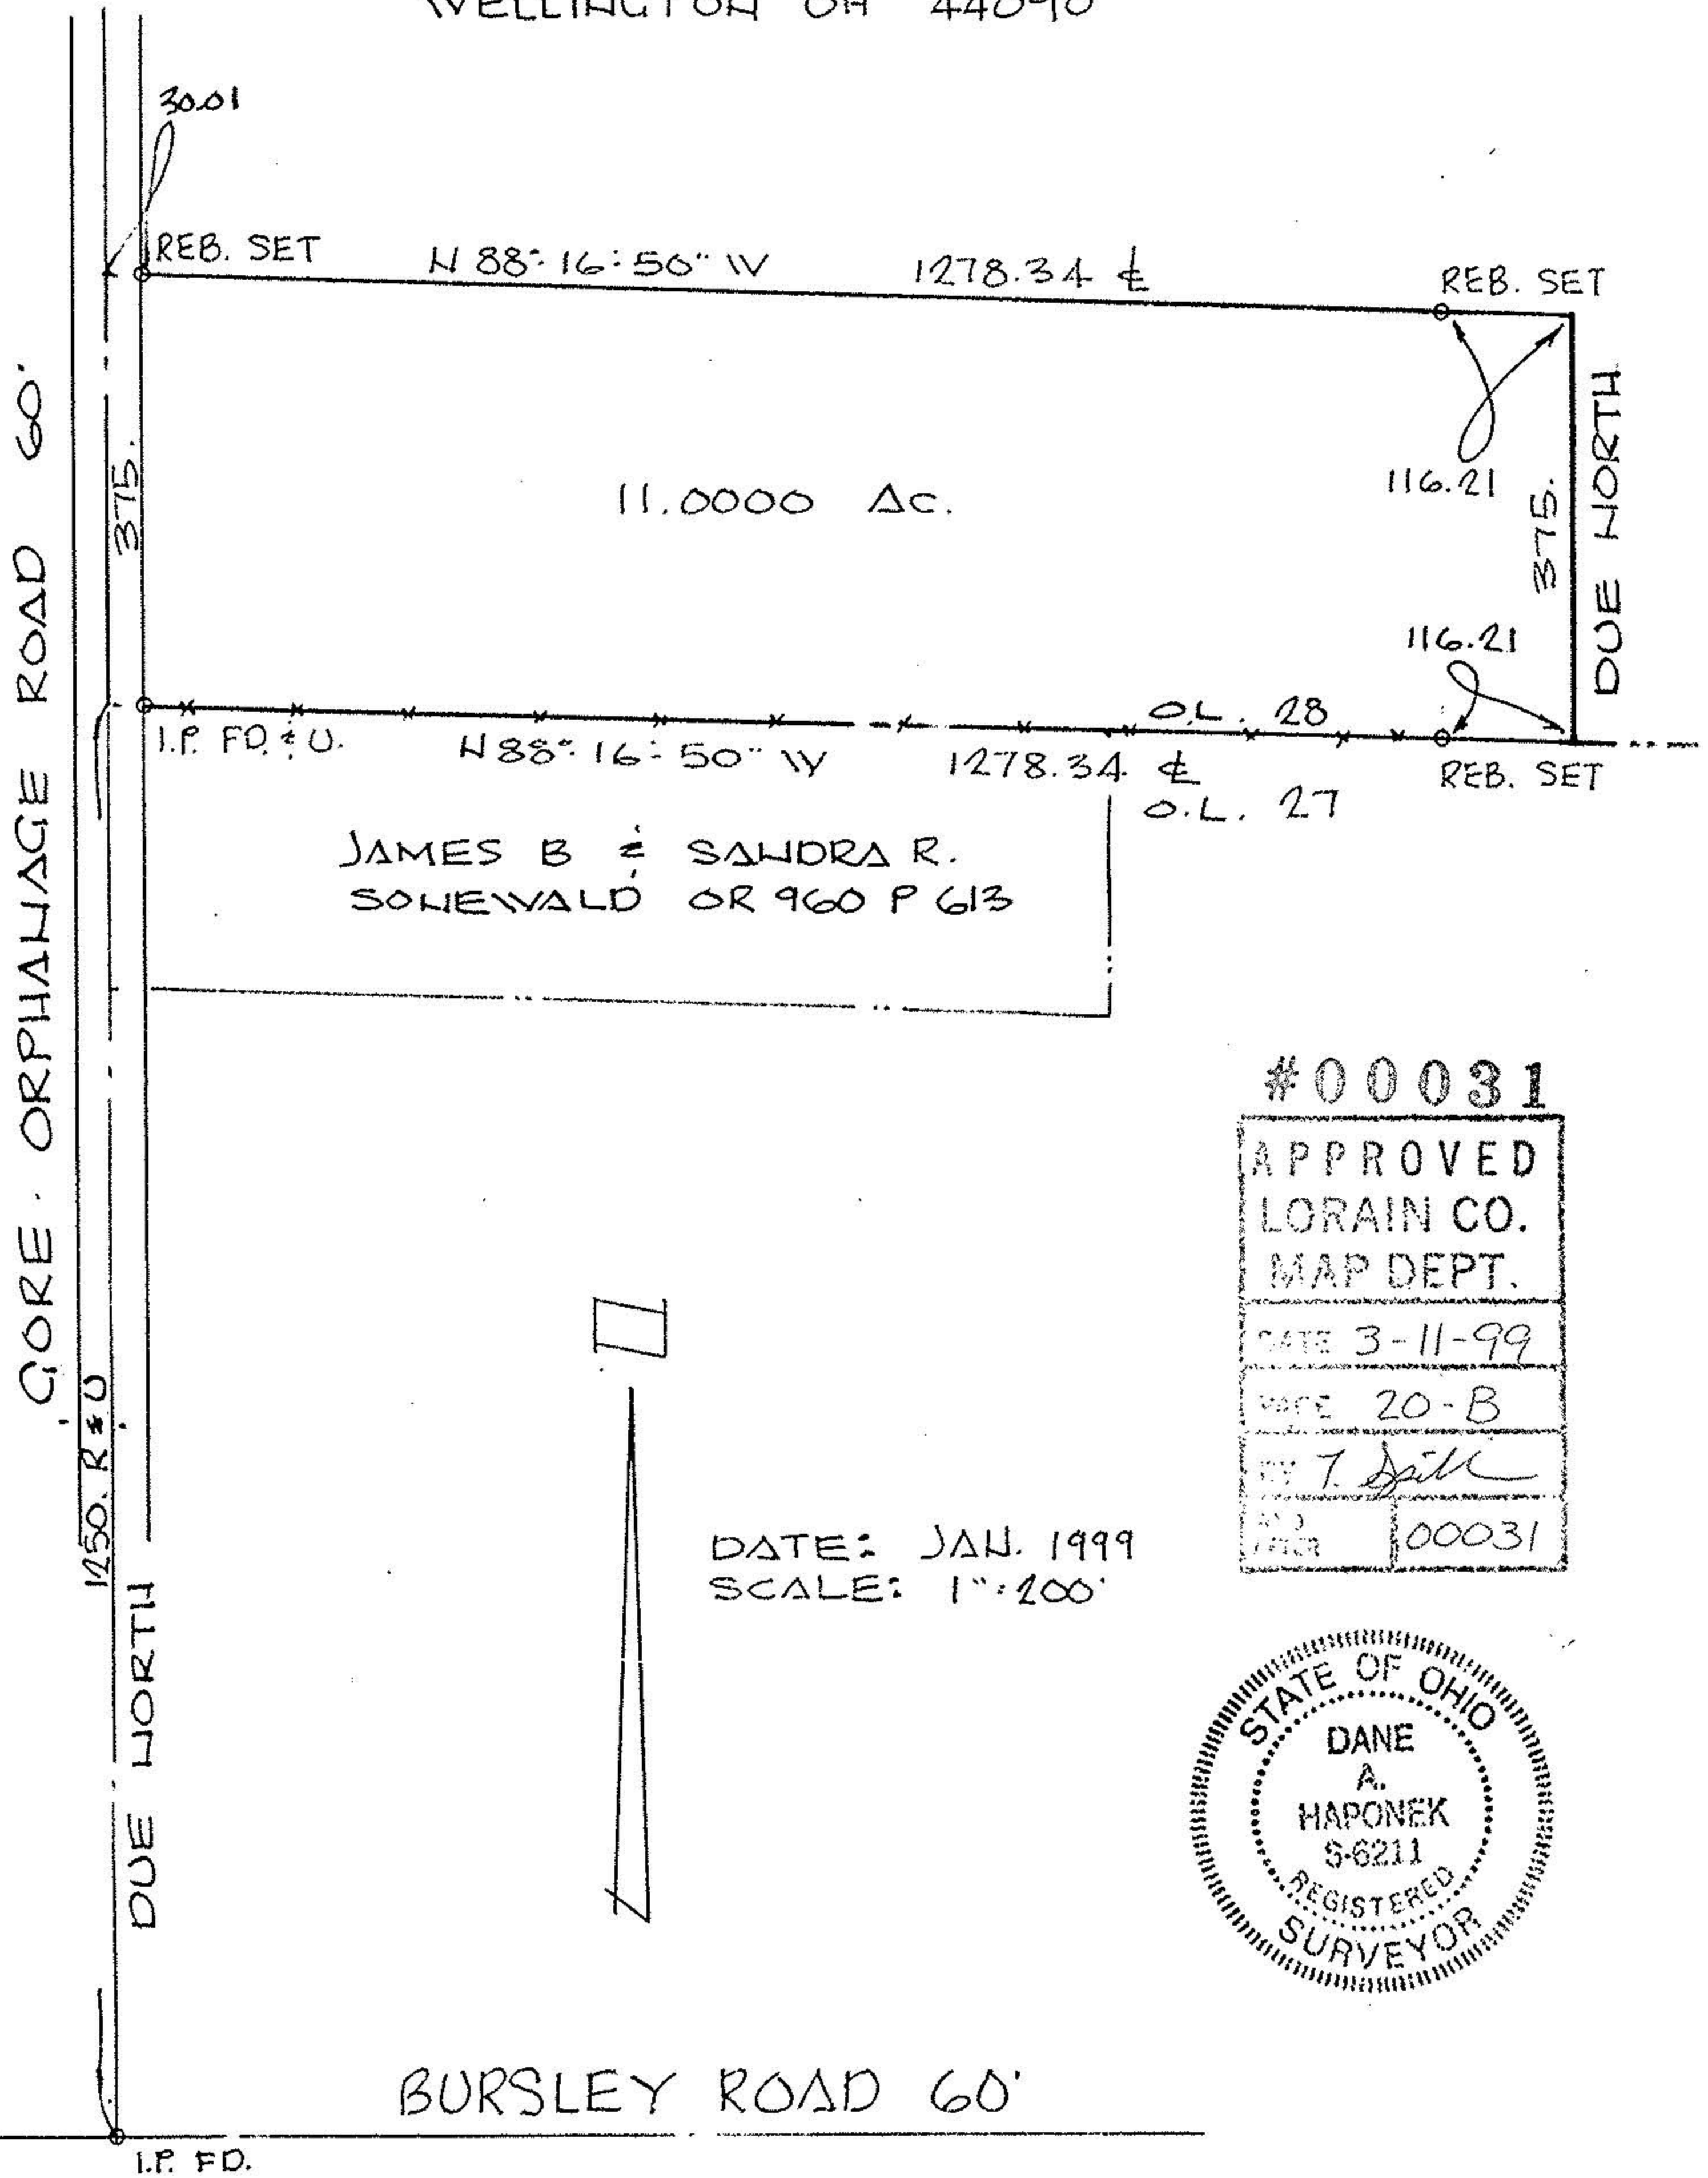 WELLINGTON OH 44090
30.01
REB. SET
N 88° 16' 50" W
1278.34 ℄
REB. SET
GORE ORPHANAGE ROAD 60'
375.
11.0000 AC.
116.21
375.
DUE NORTH
116.21
O.L. 28
I.P. FD. & U.
N 88° 16' 50" W
1278.34 ℄
REB. SET
O.L. 27
JAMES B & SANDRA R.
SONEWALD OR 960 P 613
#00031
APPROVED
LORAIN CO.
MAP DEPT.
DATE 3-11-99
PAGE 20-B
BY T.
00031
1250. R & U
DUE NORTH
DATE: JAN. 1999
SCALE: 1" = 200'
STATE OF OHIO
DANE
A.
HAPONEK
S-6211
REGISTERED
SURVEYOR
BURSLEY ROAD 60'
I.P. FD.